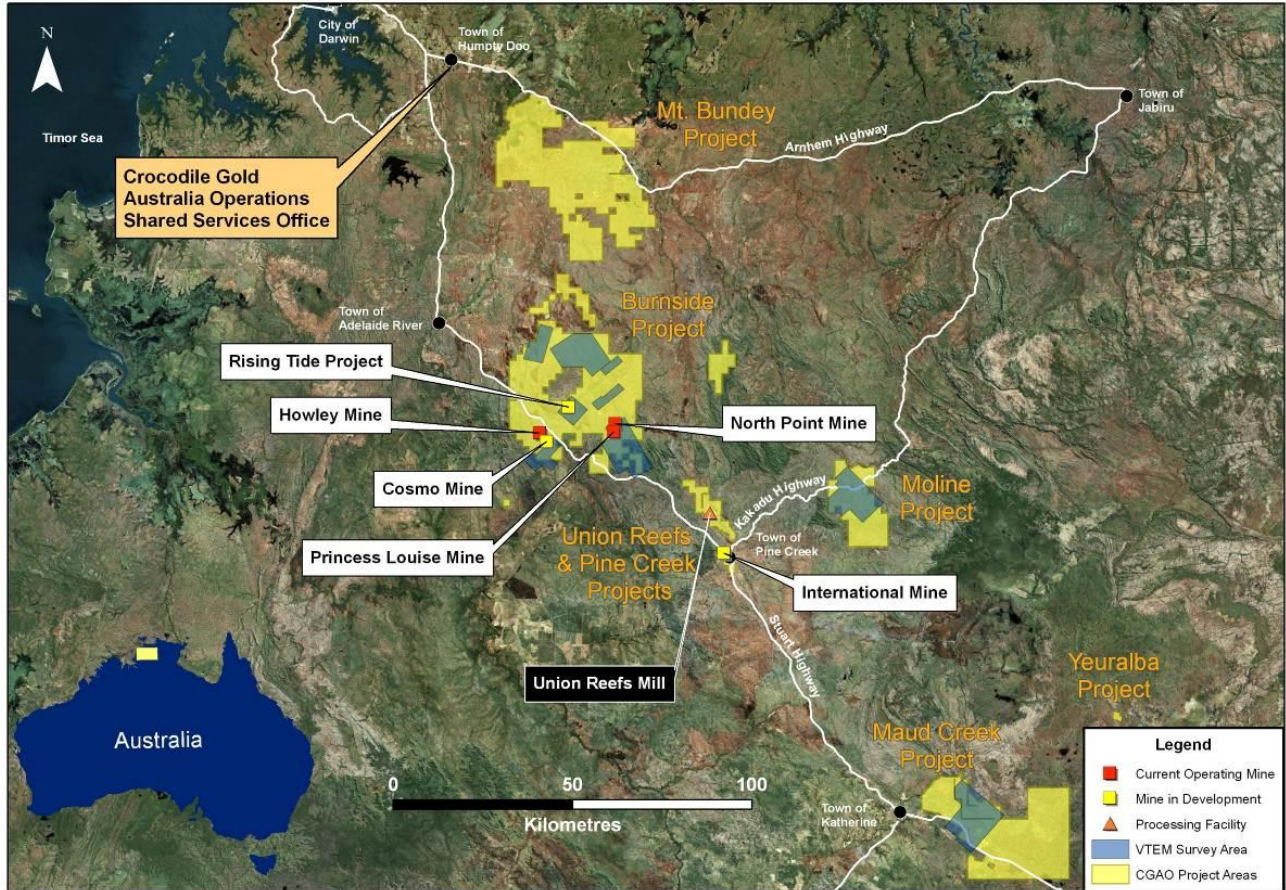 City of
Darwin
N
Town of
Humpty Doo
Town of
Jabiru
Mt. Bundey
Project
Timor Sea
Arnhem Highway
Crocodile Gold
Australia Operations
Shared Services Office
Burnside
Project
Town of
Adelaide River
Rising Tide Project
Howley Mine
North Point Mine
Cosmo Mine
Kakadu Highway
Moline
Project
Princess Louise Mine
Union Reefs
& Pine Creek
Projects
Town of
Pine Creek
International Mine
Stuart Highway
Union Reefs Mill
Yeuralba
Project
Australia
Maud Creek
Project
0
50
100
Kilometres
Town of
Katherine
Legend
Current Operating Mine
Mine in Development
Processing Facility
VTEM Survey Area
CGAO Project Areas